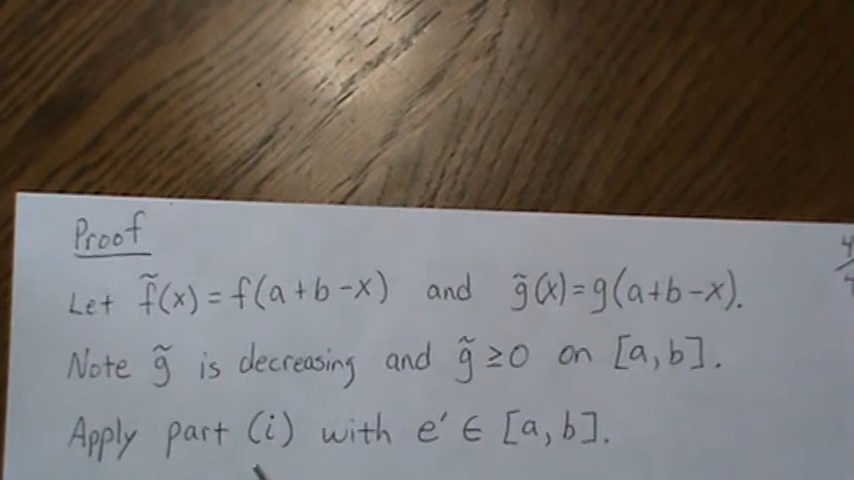 Proof
Let f̃(x) = f(a+b-x) and g̃(x)=g(a+b-x).
Note g̃ is decreasing and g̃ ≥0 on [a,b].
Apply part (i) with e' ∈ [a,b].